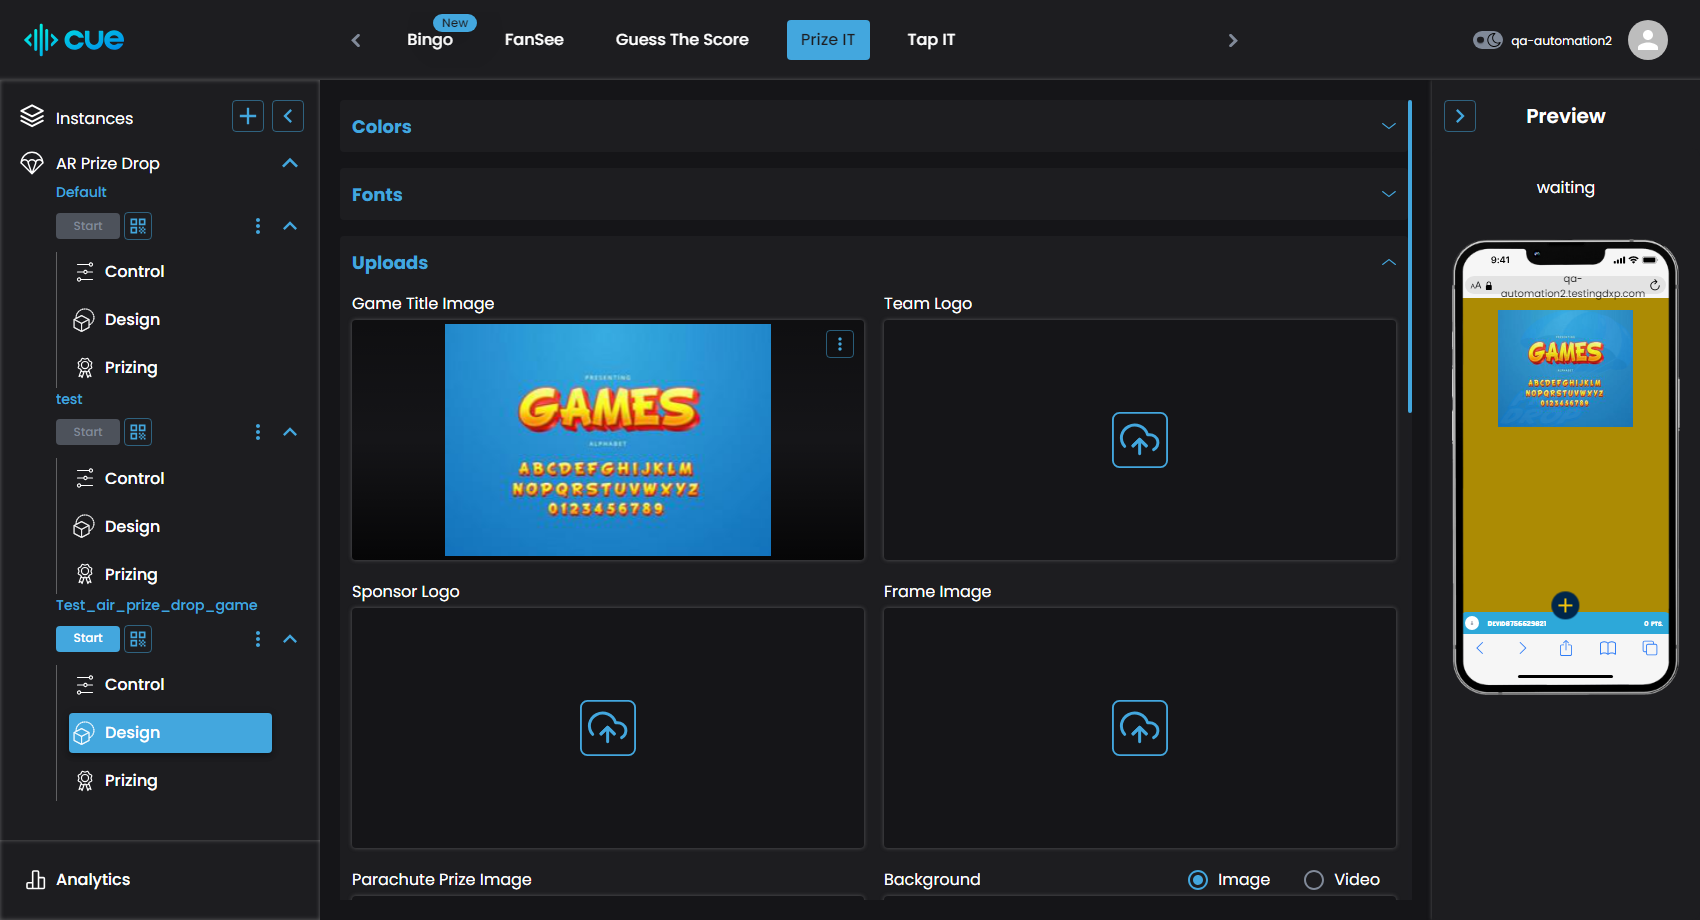 cue
New
Bingo
FanSee
Guess The Score
Prize IT
Tap IT
qa-automation2
Instances
AR Prize Drop
Default
Start
Control
Design
Prizing
test
Start
Control
Design
Prizing
Test_air_prize_drop_game
Start
Control
Design
Prizing
Analytics
Colors
Fonts
Uploads
Game Title Image
PRESENTING
GAMES
ALPHABET
ABCDEFGHIJKLM
NOPQRSTUVWXYZ
0123456789
Team Logo
Sponsor Logo
Frame Image
Parachute Prize Image
Background
Image
Video
Preview
waiting
9:41
AA
qa-
automation2.testingdxp.com
GAMES
ABCDEFGHIJKLM
NOPQRSTUVWXYZ
0123456789
0 PTS.